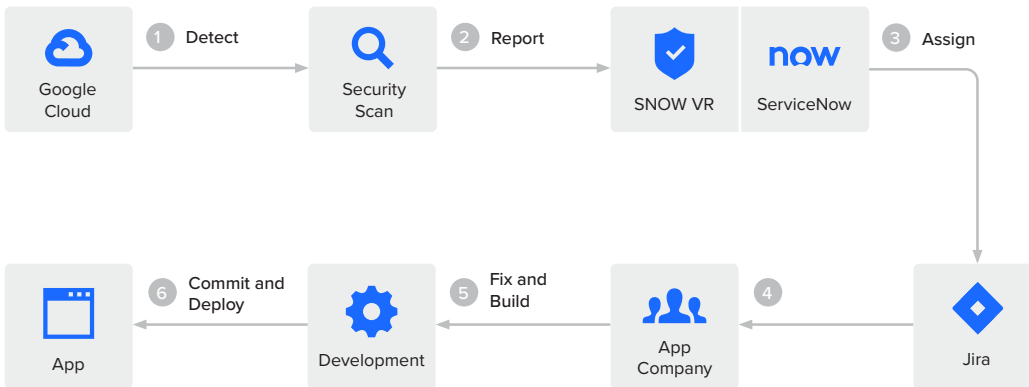 1 Detect
2 Report
3 Assign
now
Google
Cloud
Security
Scan
SNOW VR
ServiceNow
6 Commit and
Deploy
5 Fix and
Build
4
App
Development
App
Company
Jira